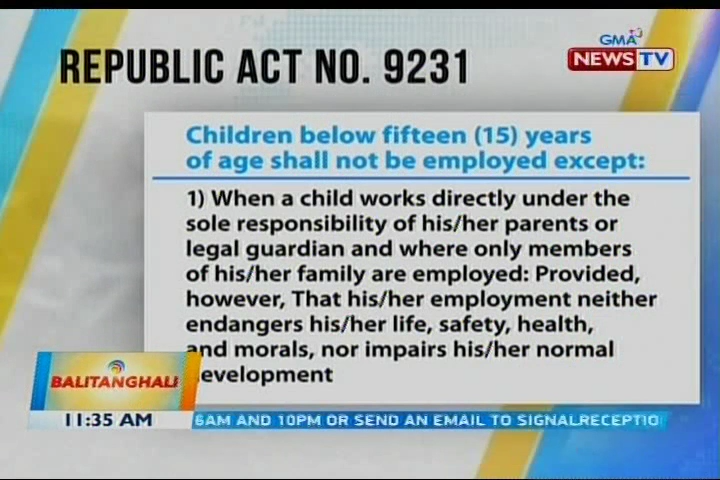 REPUBLIC ACT NO. 9231
GMA
NEWS TV
Children below fifteen (15) years
of age shall not be employed except:
1) When a child works directly under the
sole responsibility of his/her parents or
legal guardian and where only members
of his/her family are employed: Provided,
however, That his/her employment neither
endangers his/her life, safety, health,
and morals, nor impairs his/her normal
development
BALITANGHALI
11:35 AM
6AM AND 10PM OR SEND AN EMAIL TO SIGNALRECEPTIO